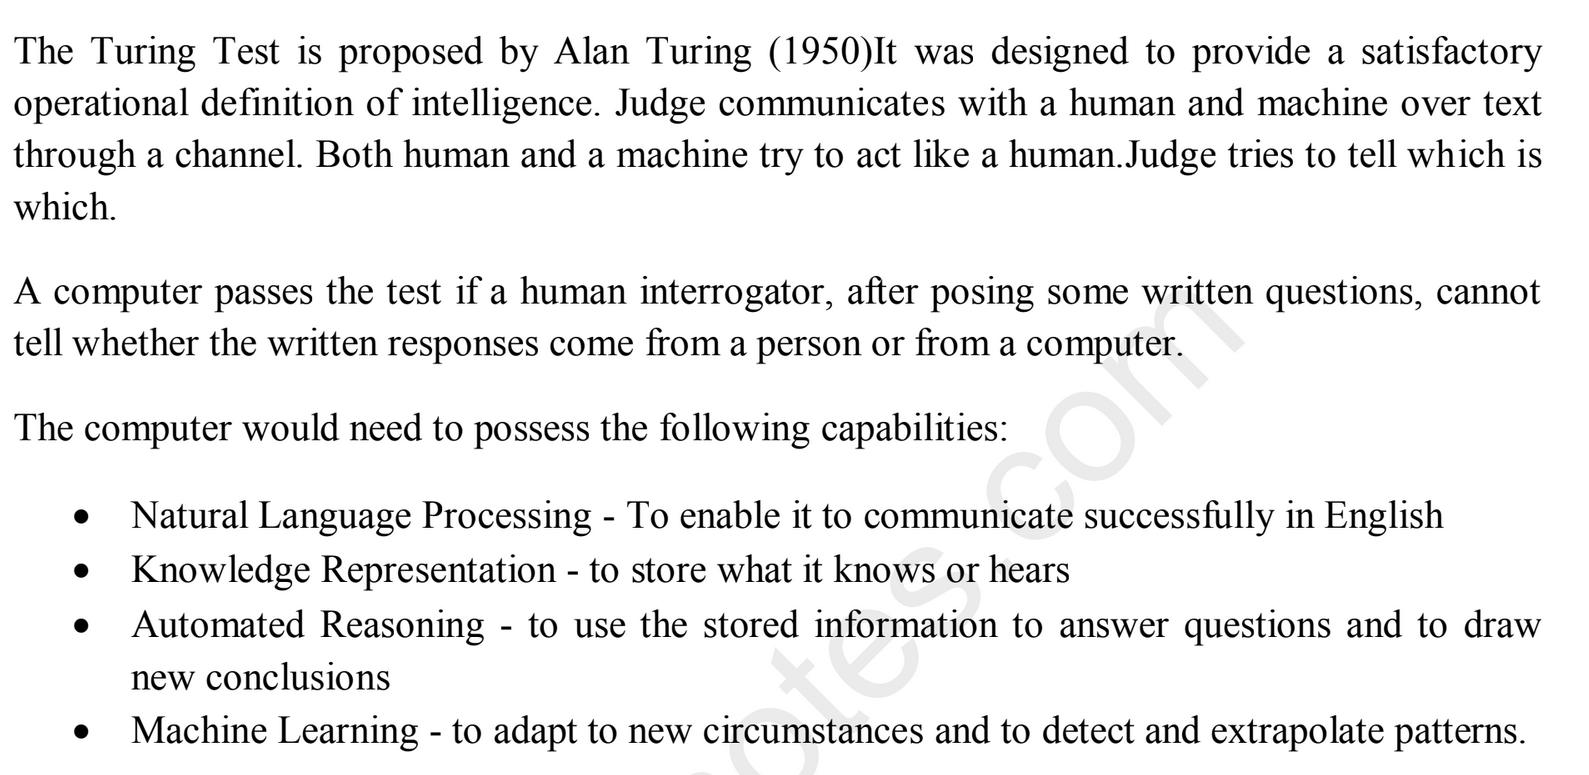 The Turing Test is proposed by Alan Turing (1950)It was designed to provide a satisfactory
operational definition of intelligence. Judge communicates with a human and machine over text
through a channel. Both human and a machine try to act like a human.Judge tries to tell which is
which.
A computer passes the test if a human interrogator, after posing some written questions, cannot
tell whether the written responses come from a person or from a computer.
The computer would need to possess the following capabilities:
• Natural Language Processing - To enable it to communicate successfully in English
• Knowledge Representation - to store what it knows or hears
• Automated Reasoning - to use the stored information to answer questions and to draw
new conclusions
• Machine Learning - to adapt to new circumstances and to detect and extrapolate patterns.
otes.com